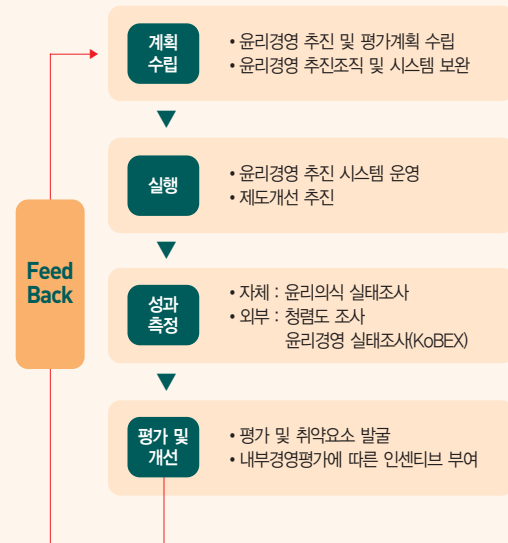 계획
수립
• 윤리경영 추진 및 평가계획 수립
• 윤리경영 추진조직 및 시스템 보완
실행
• 윤리경영 추진 시스템 운영
• 제도개선 추진
Feed
Back
성과
측정
• 자체 : 윤리의식 실태조사
• 외부 : 청렴도 조사
윤리경영 실태조사(KoBEX)
평가 및
개선
• 평가 및 취약요소 발굴
• 내부경영평가에 따른 인센티브 부여